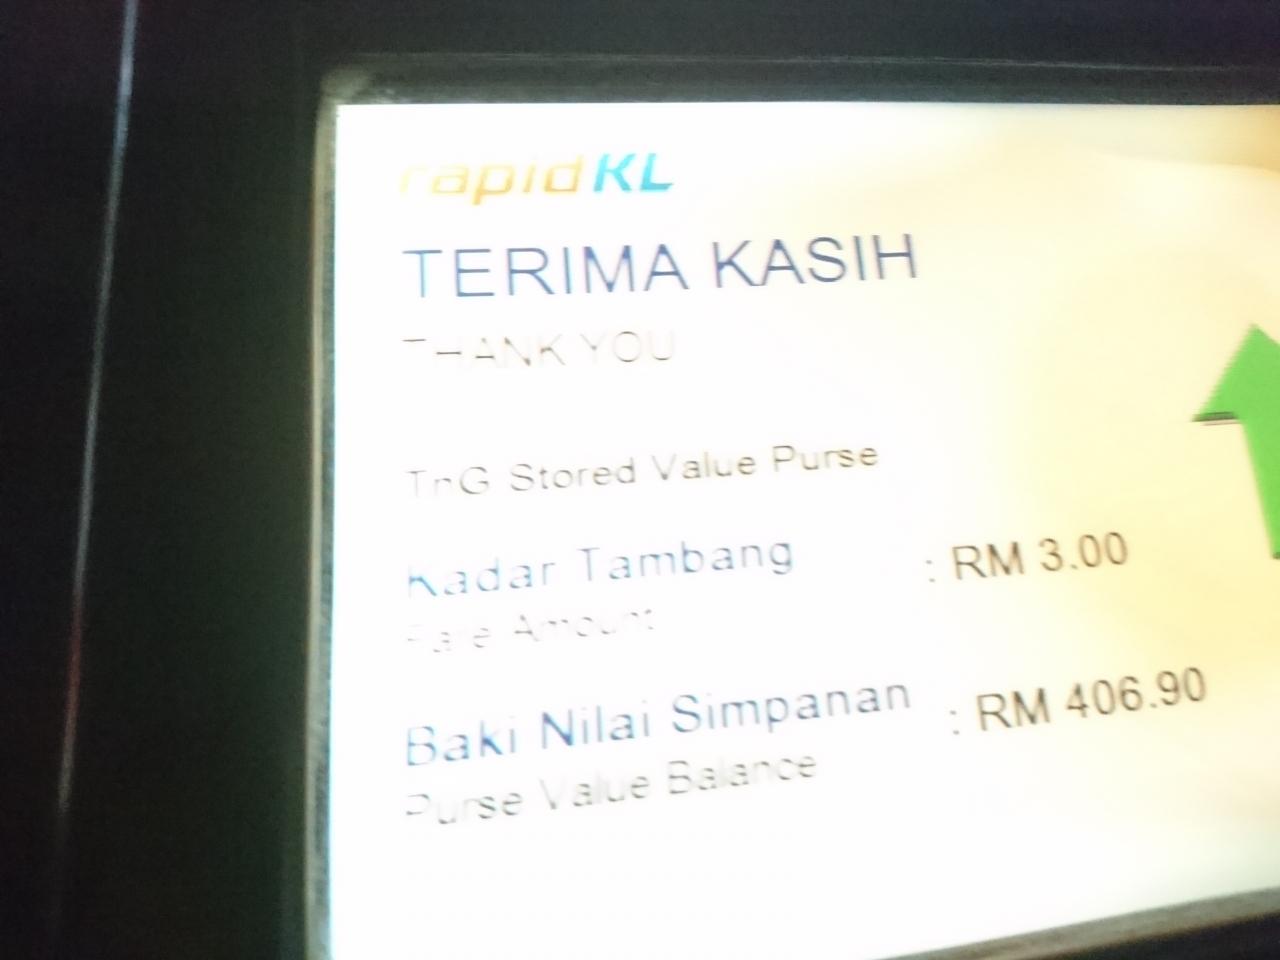 rapidKL
TERIMA KASIH
THANK YOU
TnG Stored Value Purse
Kadar Tambang : RM 3.00
Fare Amount
Baki Nilai Simpanan : RM 406.90
Purse Value Balance